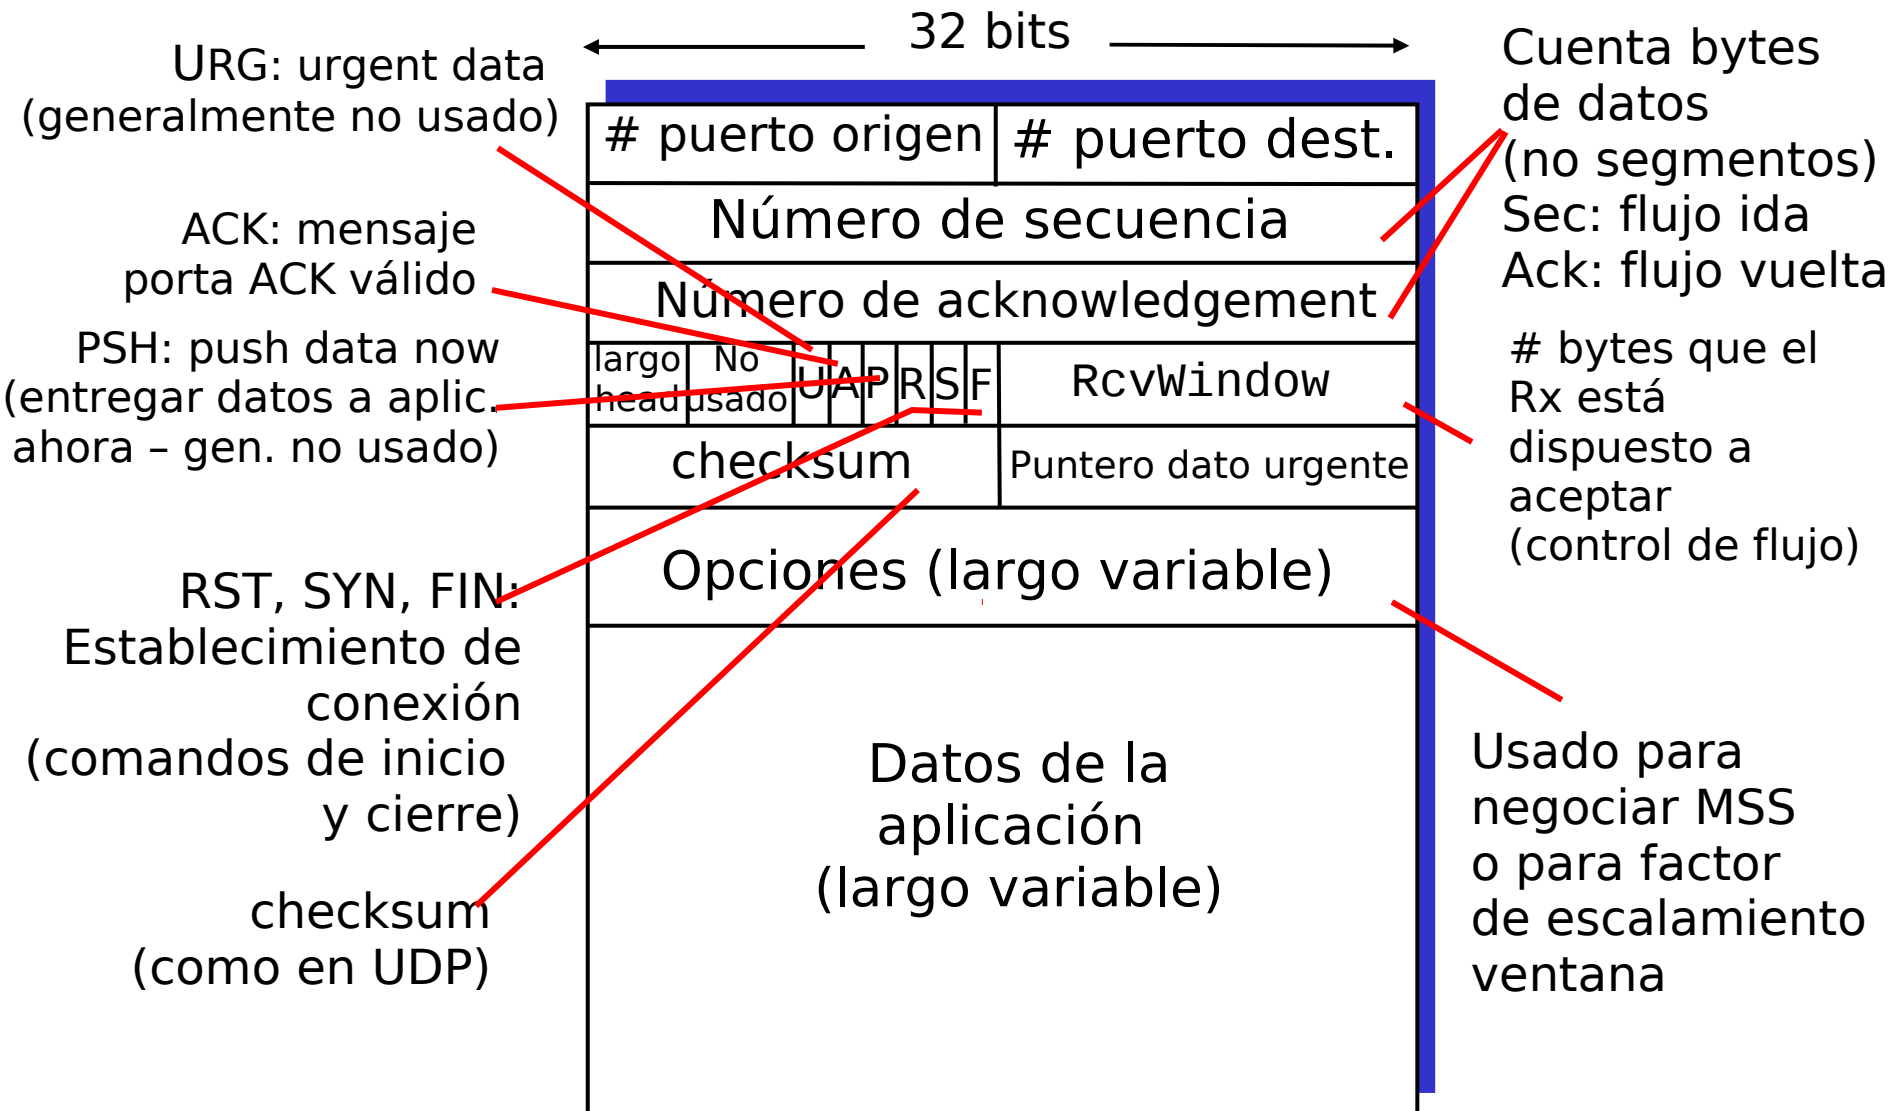 32 bits
URG: urgent data
(generalmente no usado)
ACK: mensaje
porta ACK válido
PSH: push data now
(entregar datos a aplic.
ahora – gen. no usado)
RST, SYN, FIN:
Establecimiento de
conexión
(comandos de inicio
y cierre)
checksum
(como en UDP)
# puerto origen
# puerto dest.
Número de secuencia
Número de acknowledgement
largo
head
No
usado
U
A
P
R
S
F
RcvWindow
checksum
Puntero dato urgente
Opciones (largo variable)
Datos de la
aplicación
(largo variable)
Cuenta bytes
de datos
(no segmentos)
Sec: flujo ida
Ack: flujo vuelta
# bytes que el
Rx está
dispuesto a
aceptar
(control de flujo)
Usado para
negociar MSS
o para factor
de escalamiento
ventana